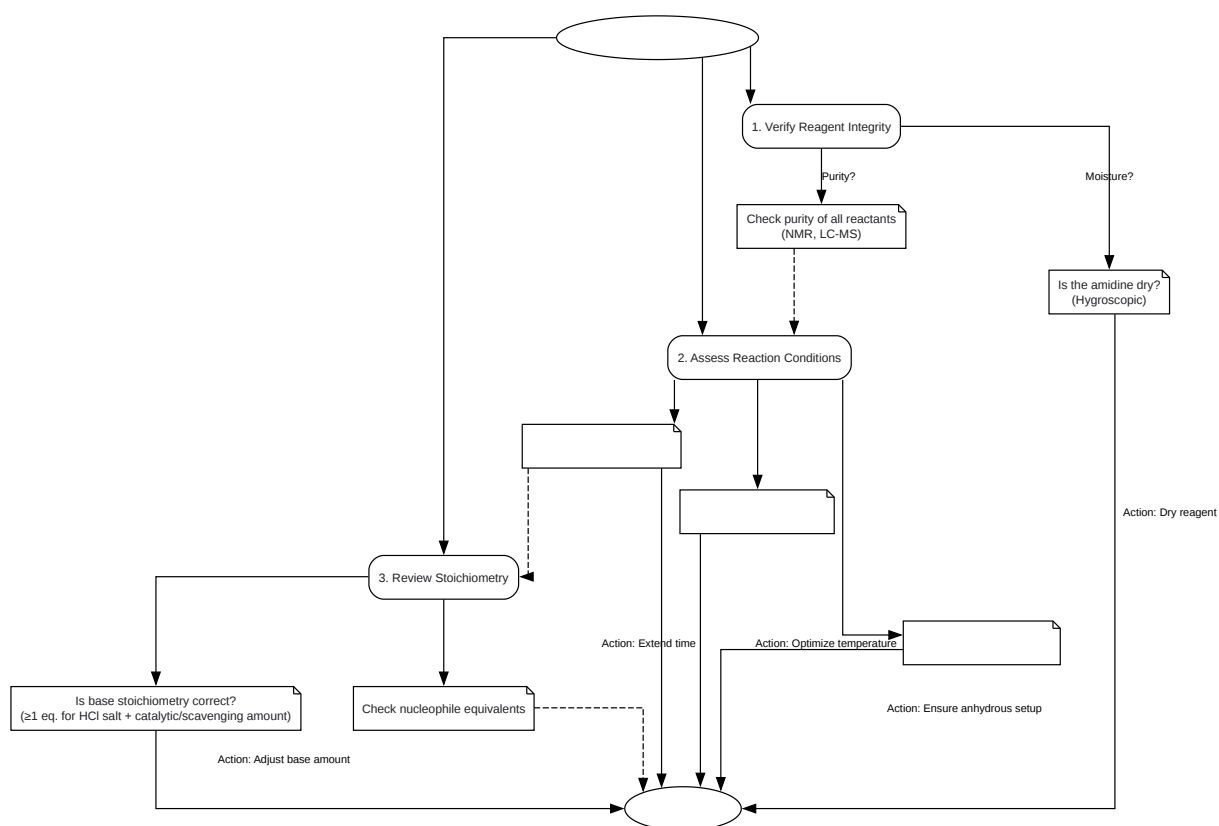 1. Verify Reagent Integrity
Purity?
Moisture?
Check purity of all reactants
(NMR, LC-MS)
Is the amidine dry?
(Hygroscopic)
2. Assess Reaction Conditions
Action: Dry reagent
3. Review Stoichiometry
Action: Extend time
Action: Optimize temperature
Is base stoichiometry correct?
(≥1 eq. for HCl salt + catalytic/scavenging amount)
Check nucleophile equivalents
Action: Ensure anhydrous setup
Action: Adjust base amount